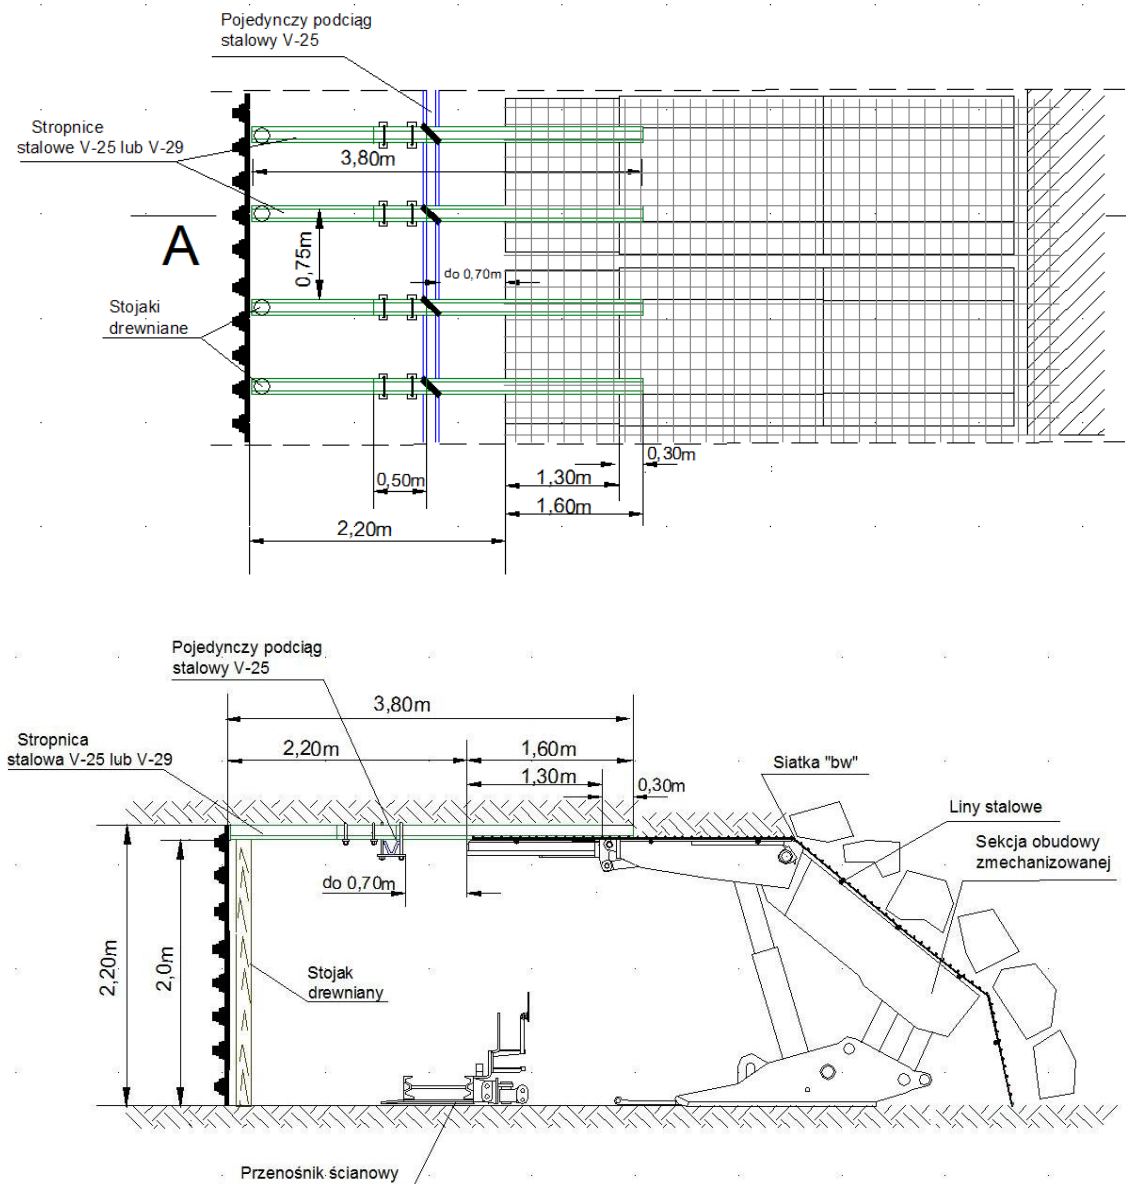 Pojedynczy podciąg
stalowy V-25
Stropnice
stalowe V-25 lub V-29
3,80m
A
0,75m
do 0,70m
Stojaki
drewniane
0,30m
0,50m
1,30m
1,60m
2,20m
Pojedynczy podciąg
stalowy V-25
3,80m
Stropnica
stalowa V-25 lub V-29
2,20m
1,60m
Siatka "bw"
1,30m
0,30m
Liny stalowe
Sekcja obudowy
zmechanizowanej
do 0,70m
2,20m
2,0m
Stojak
drewniany
Przenośnik ścianowy